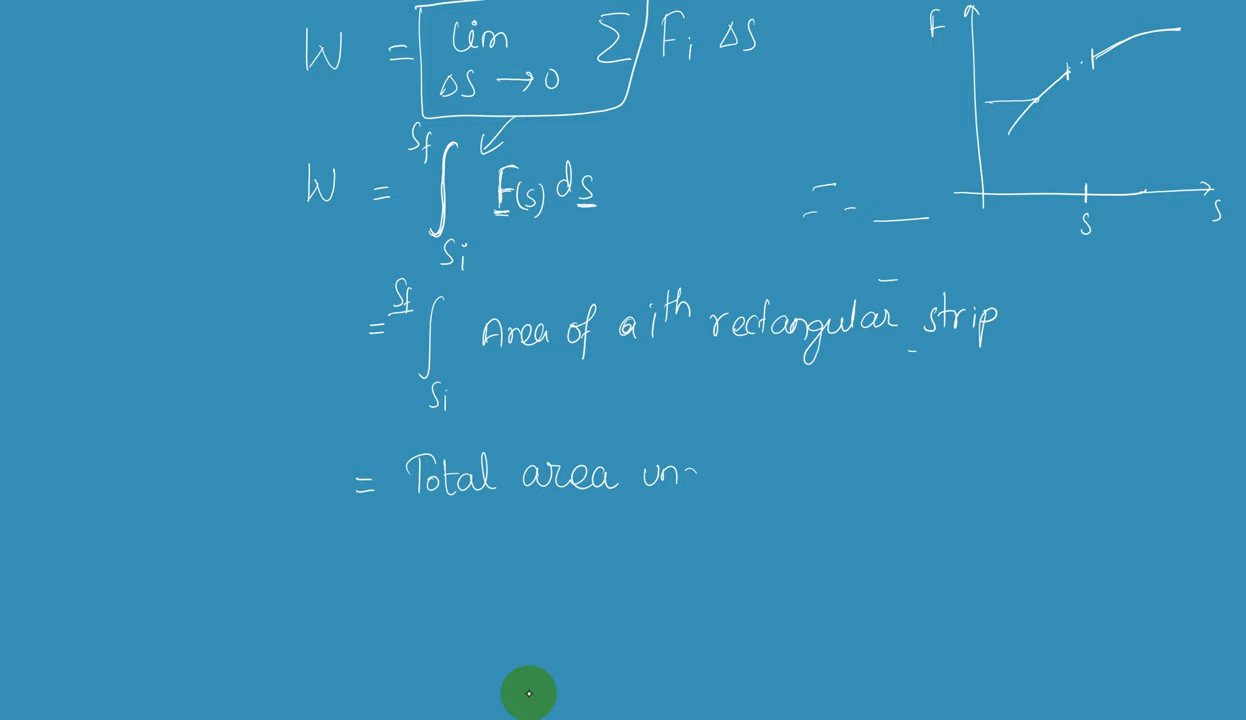 W = lim ΔS → 0 Σ Fi ΔS
F
S
S
W = ∫ Sf Si F(s) ds
= ∫ Sf Si Area of a ith rectangular strip
= Total area un